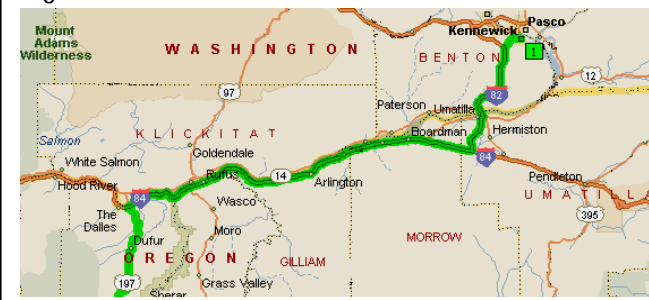 Mount
Adams
Wilderness
WASHINGTON
Kennewick
Pasco
1
BENTON
97
82
12
Paterson
Umatilla
KLICKITAT
Boardman
Hermiston
Salmon
Goldendale
White Salmon
Rufus
14
Arlington
84
Pendleton
Hood River
84
UMATILLA
The
Dalles
Wasco
395
Moro
MORROW
Dufur
OREGON
GILLIAM
197
Grass Valley
Sherar